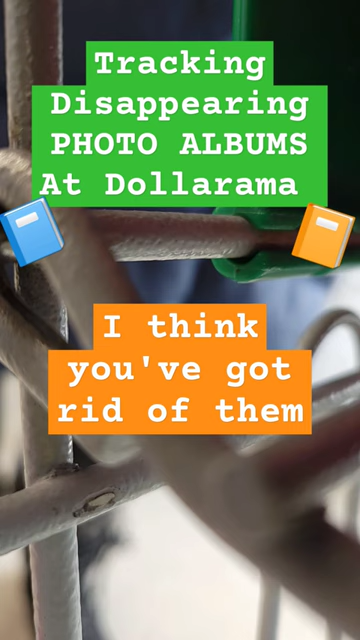 Tracking
Disappearing
PHOTO ALBUMS
At Dollarama
I think
you've got
rid of them